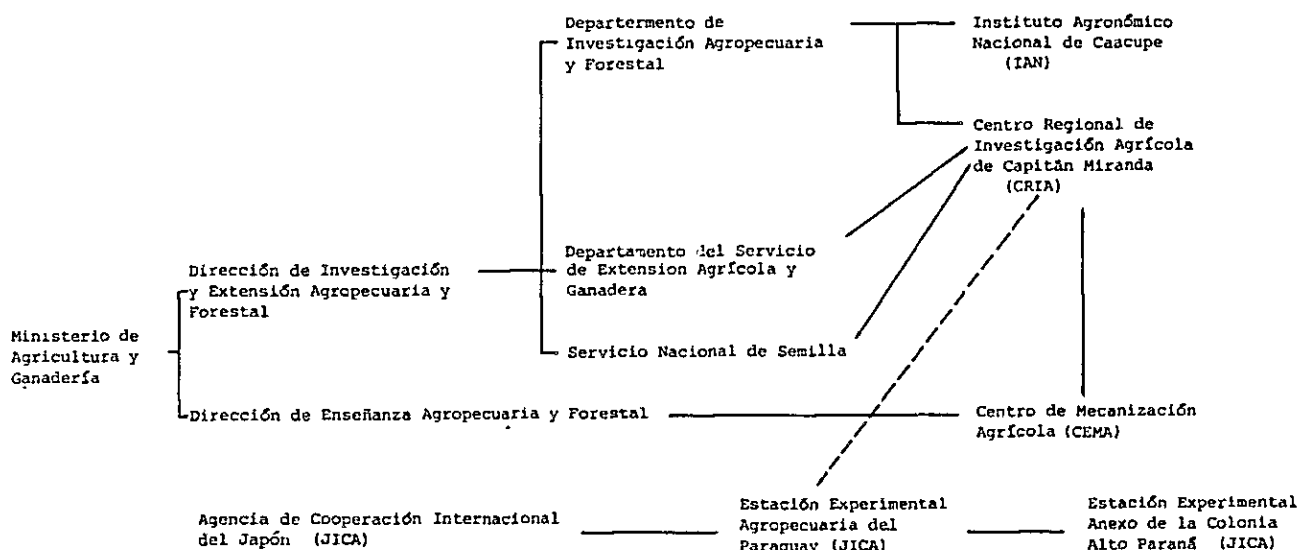 Departermento de
Investigación Agropecuaria
y Forestal
Instituto Agronómico
Nacional de Caacupe
(IAN)
Centro Regional de
Investigación Agrícola
de Capitán Miranda
(CRIA)
Departamento del Servicio
de Extension Agrícola y
Ganadera
Dirección de Investigación
y Extensión Agropecuaria y
Forestal
Ministerio de
Agricultura y
Ganadería
Servicio Nacional de Semilla
Dirección de Enseñanza Agropecuaria y Forestal
Centro de Mecanización
Agrícola (CEMA)
Agencia de Cooperación Internacional
del Japón (JICA)
Estación Experimental
Agropecuaria del
Paraguay (JICA)
Estación Experimental
Anexo de la Colonia
Alto Paraná (JICA)